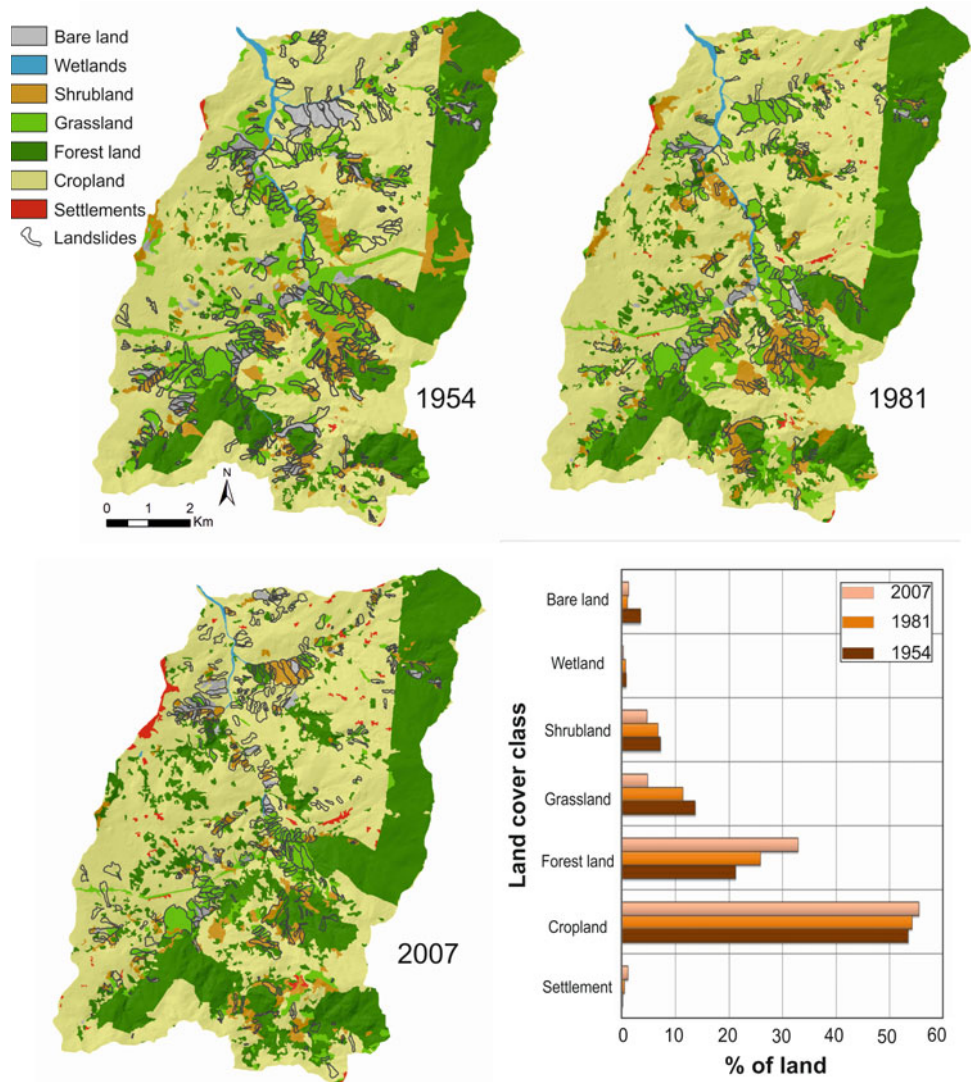 Bare land
Wetlands
Shrubland
Grassland
Forest land
Cropland
Settlements
Landslides
1954
1981
N
0 1 2
Km
2007
Land cover class
Bare land
Wetland
Shrubland
Grassland
Forest land
Cropland
Settlement
2007
1981
1954
0 10 20 30 40 50 60
% of land